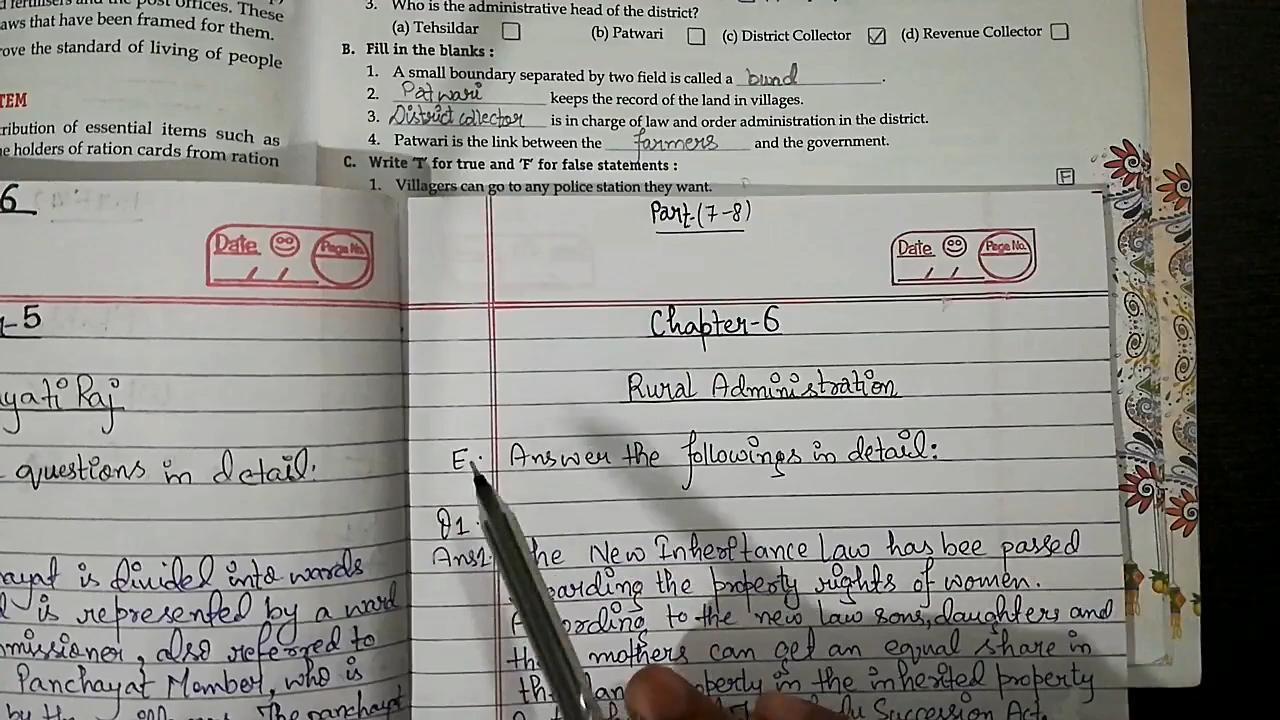 offices. These
aws that have been framed for them.
rove the standard of living of people
TEM
ribution of essential items such as
e holders of ration cards from ration
3. Who is the administrative head of the district?
(a) Tehsildar (b) Patwari (c) District Collector (d) Revenue Collector
B. Fill in the blanks :
1. A small boundary separated by two field is called a bund.
2. Patwari keeps the record of the land in villages.
3. District collector is in charge of law and order administration in the district.
4. Patwari is the link between the farmers and the government.
C. Write 'T' for true and 'F' for false statements :
1. Villagers can go to any police station they want. F
6
Date Page No.
-5
yati Raj
questions in detail.
ayat is divided into wards
is represented by a ward
missioner, also referred to
Panchayat Member, who is
The panchayat
Part-(7-8)
Date Page No.
Chapter-6
Rural Administration
E. Answer the followings in detail:
Q1.
Ans1. The New Inheritance Law has bee passed
arding the property rights of women.
ording to the new law sons, daughters and
mothers can get an equal share in
in the inherited property
Succession Act.